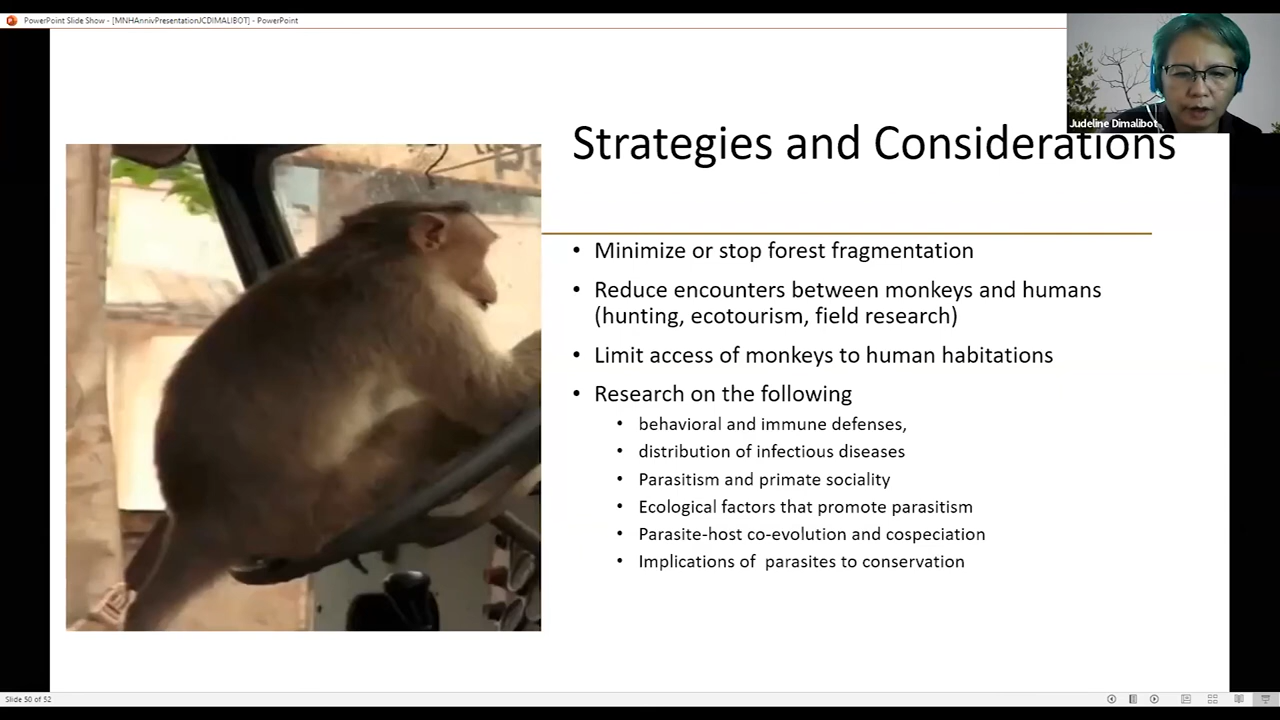 PowerPoint Slide Show - [MNHAnnivPresentationJCDIMALIBOT] - PowerPoint
Judeline Dimalibot
Strategies and Considerations
• Minimize or stop forest fragmentation
• Reduce encounters between monkeys and humans
(hunting, ecotourism, field research)
• Limit access of monkeys to human habitations
• Research on the following
• behavioral and immune defenses,
• distribution of infectious diseases
• Parasitism and primate sociality
• Ecological factors that promote parasitism
• Parasite-host co-evolution and cospeciation
• Implications of  parasites to conservation
Slide 50 of 52